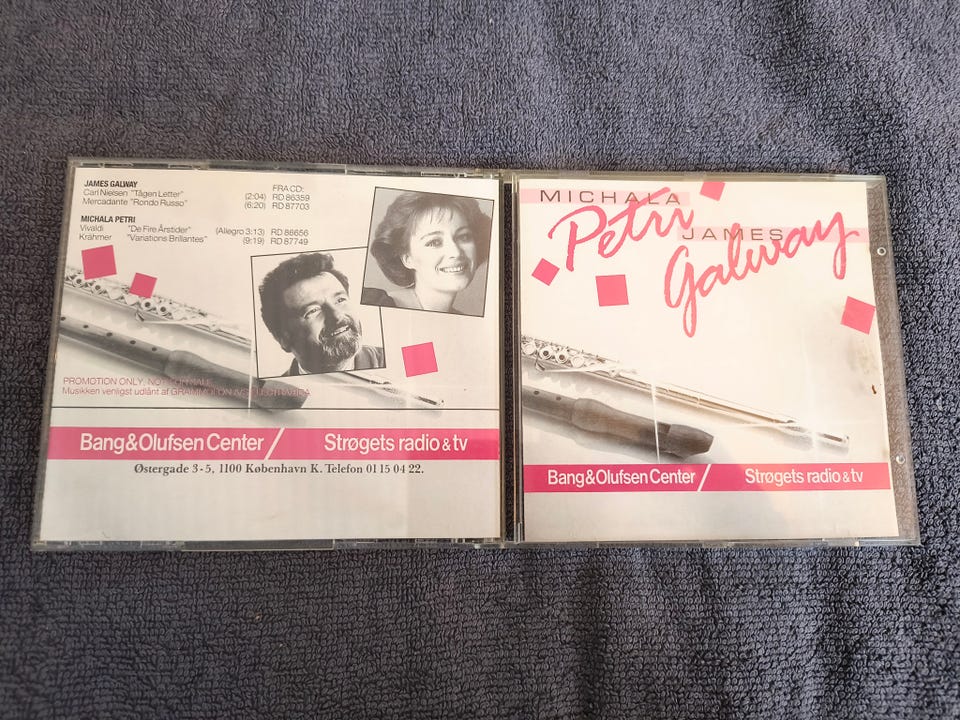 JAMES GALWAY
FRA CD:
Carl Nielsen "Tågen Letter" (2:04) RD 86359
Mercadante "Rondo Russo" (6:20) RD 87703
MICHALA PETRI
Vivaldi "De Fire Årstider" (Allegro 3:13) RD 86656
Krähmer "Variations Brillantes" (9:19) RD 87749
PROMOTION ONLY. NOT FOR SALE
Musikken venligst udlånt af GRAMMOFON A/S ELECTRA/RCA
Bang&Olufsen Center / Strøgets radio & tv
Østergade 3-5, 1100 København K. Telefon 01 15 04 22.
MICHALA
Petri
JAMES
Galway
Bang&Olufsen Center / Strøgets radio & tv